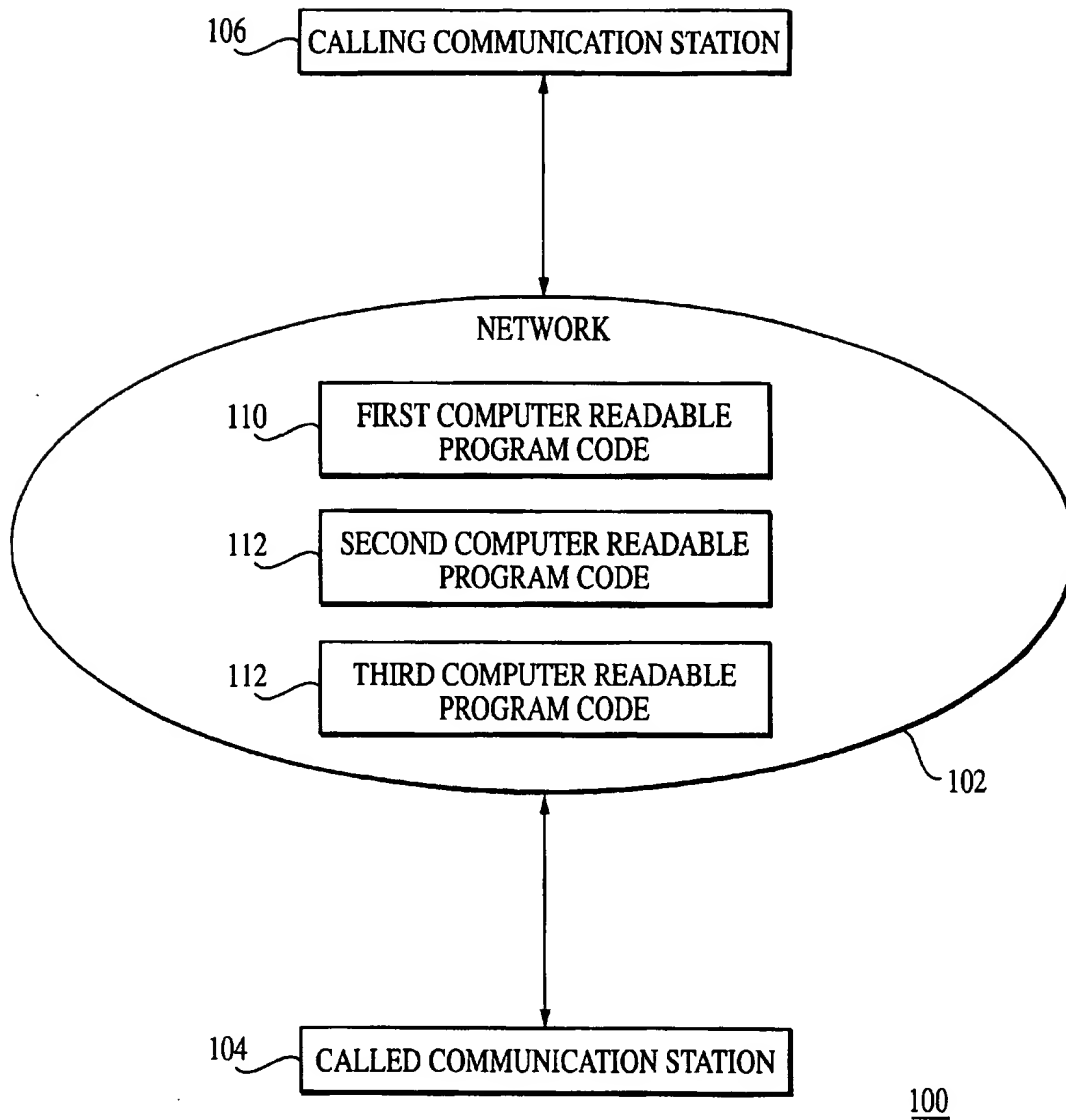 106 CALLING COMMUNICATION STATION
NETWORK
110 FIRST COMPUTER READABLE
PROGRAM CODE
112 SECOND COMPUTER READABLE
PROGRAM CODE
112 THIRD COMPUTER READABLE
PROGRAM CODE
102
104 CALLED COMMUNICATION STATION
100